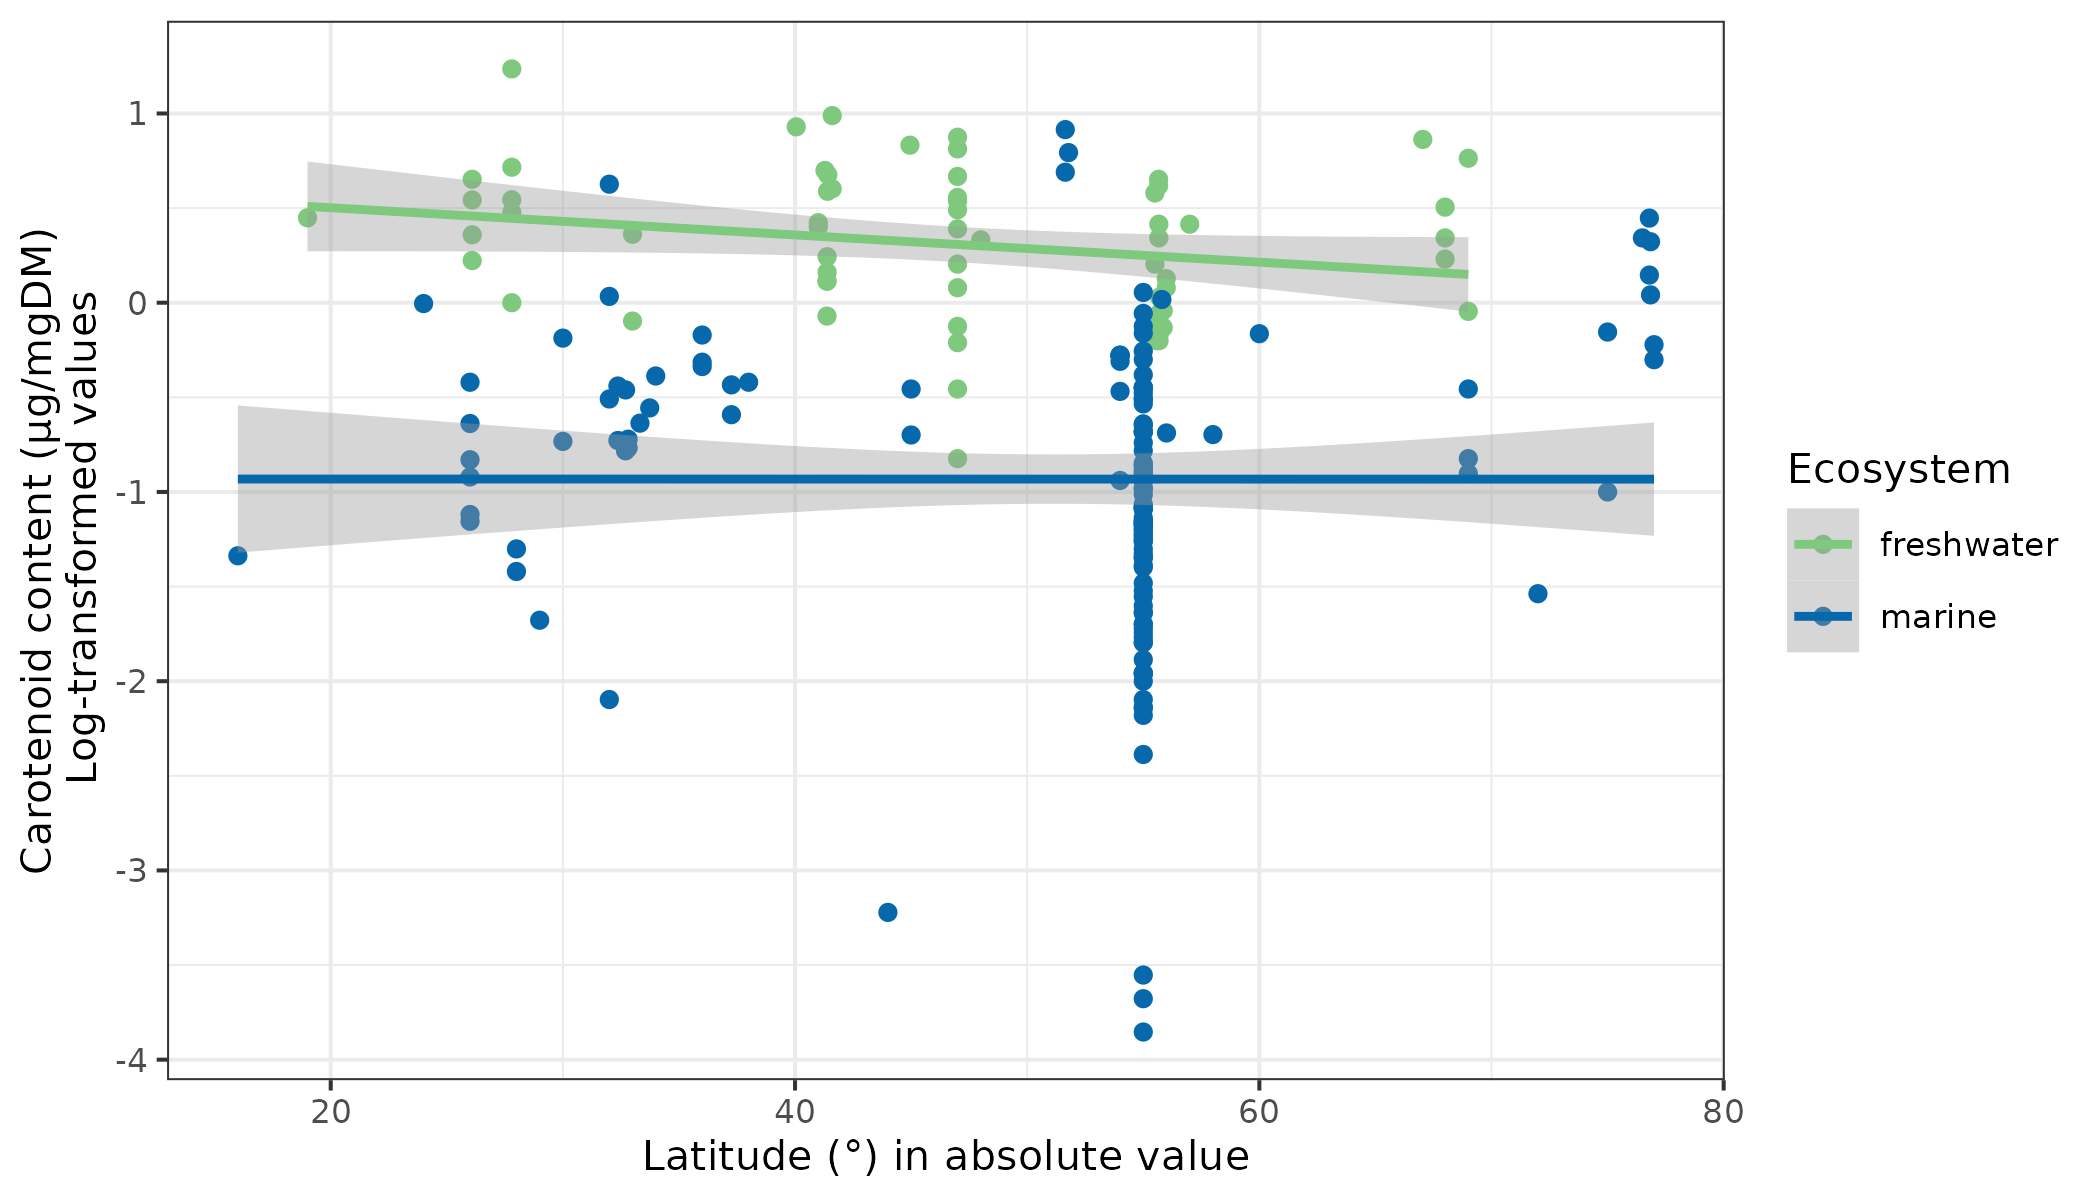 Carotenoid content (μg/mgDM)
Log-transformed values
1
0
-1
-2
-3
-4
20
40
60
80
Latitude (°) in absolute value
Ecosystem
freshwater
marine